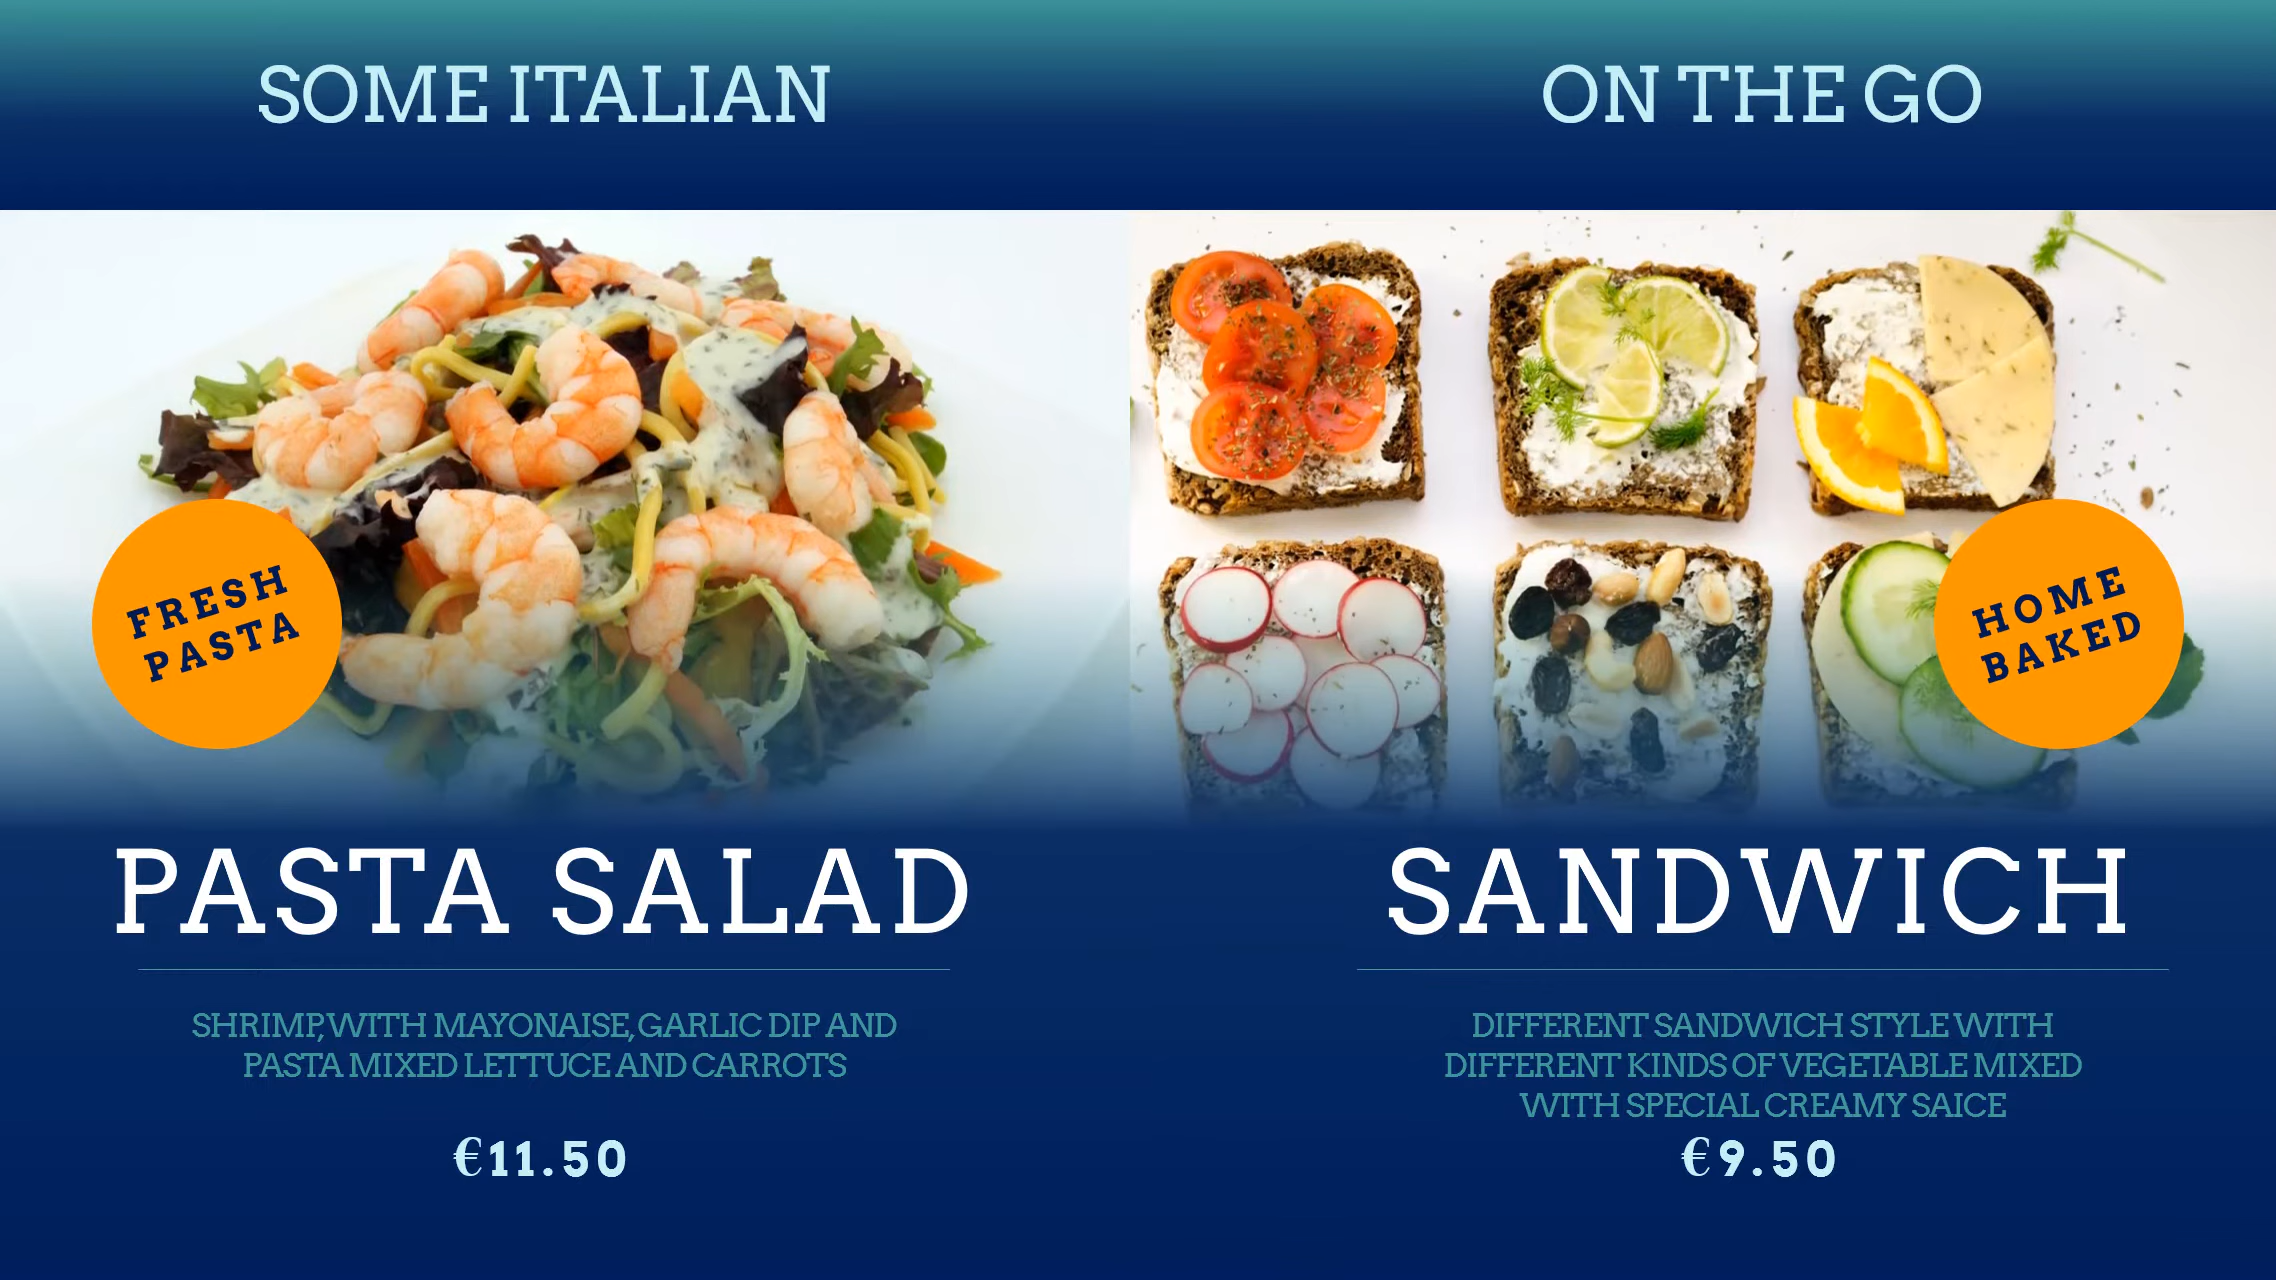 SOME ITALIAN
ON THE GO
FRESH
PASTA
HOME
BAKED
PASTA SALAD
SHRIMP,WITH MAYONAISE,GARLIC DIP AND
PASTA MIXED LETTUCE AND CARROTS
€11.50
SANDWICH
DIFFERENT SANDWICH STYLE WITH
DIFFERENT KINDS OF VEGETABLE MIXED
WITH SPECIAL CREAMY SAICE
€9.50